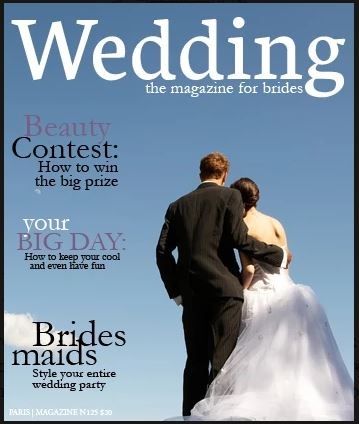 Wedding
the magazine for brides
Beauty
Contest:
How to win
the big prize
your
BIG DAY:
How to keep your cool
and even have fun
Brides
maids
Style your entire
wedding party
PARIS | MAGAZINE N125 $20